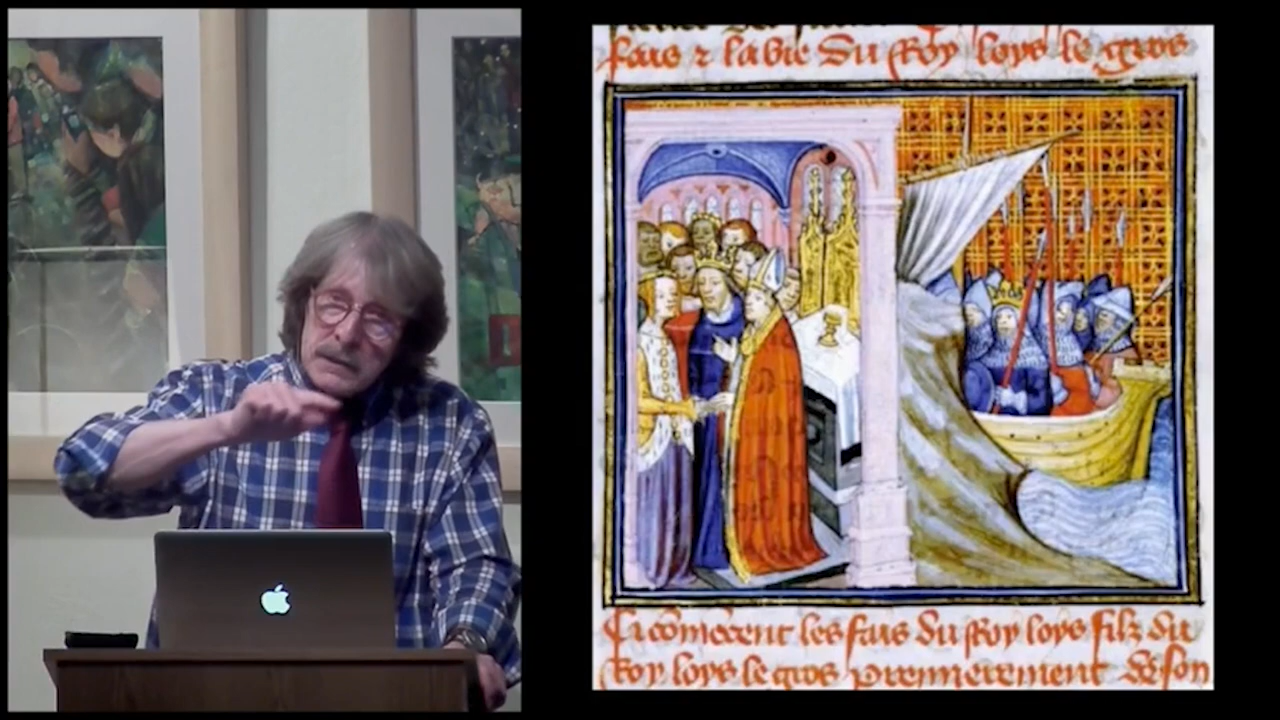 fais & la vie du Roy loys le gros
Ci cōmēcent les fais du Roy loys filz du
Roy loys le gros premierement de son